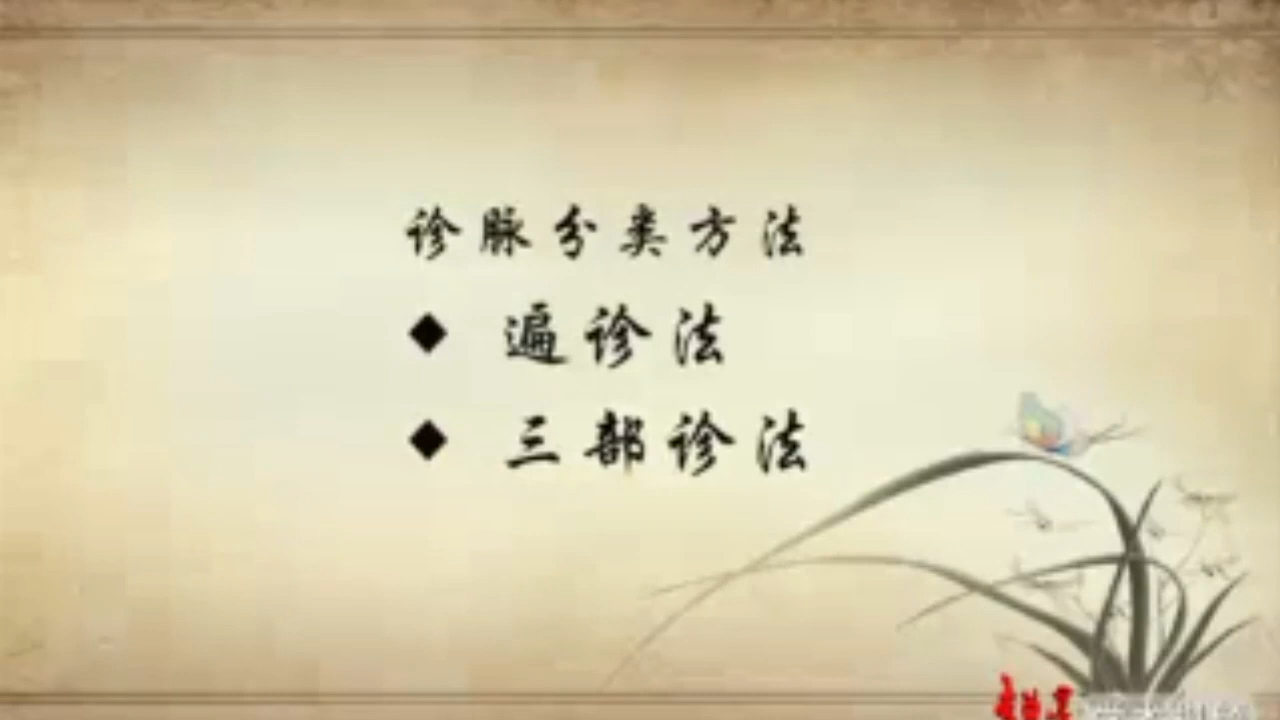 诊脉分类方法
◆ 遍诊法
◆ 三部诊法